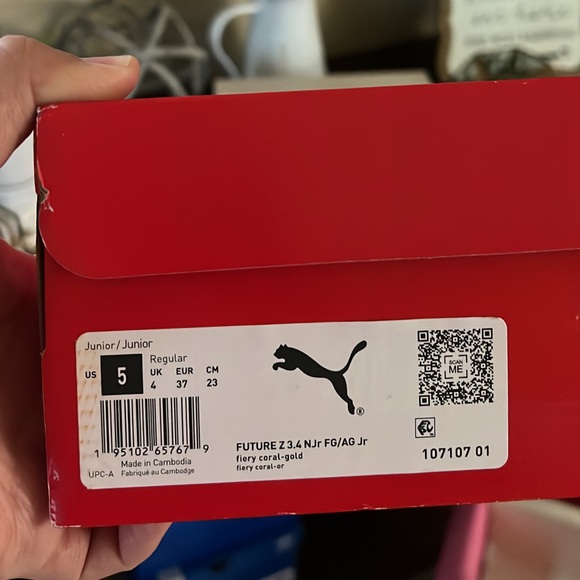 Junior/Junior
Regular
US 5 UK EUR CM
4 37 23
1 95102 65767 9
Made in Cambodia
UPC-A Fabriqué au Cambodge
®
FUTURE Z 3.4 NJr FG/AG Jr
fiery coral-gold
fiery coral-or
SCAN
ME
107107 01